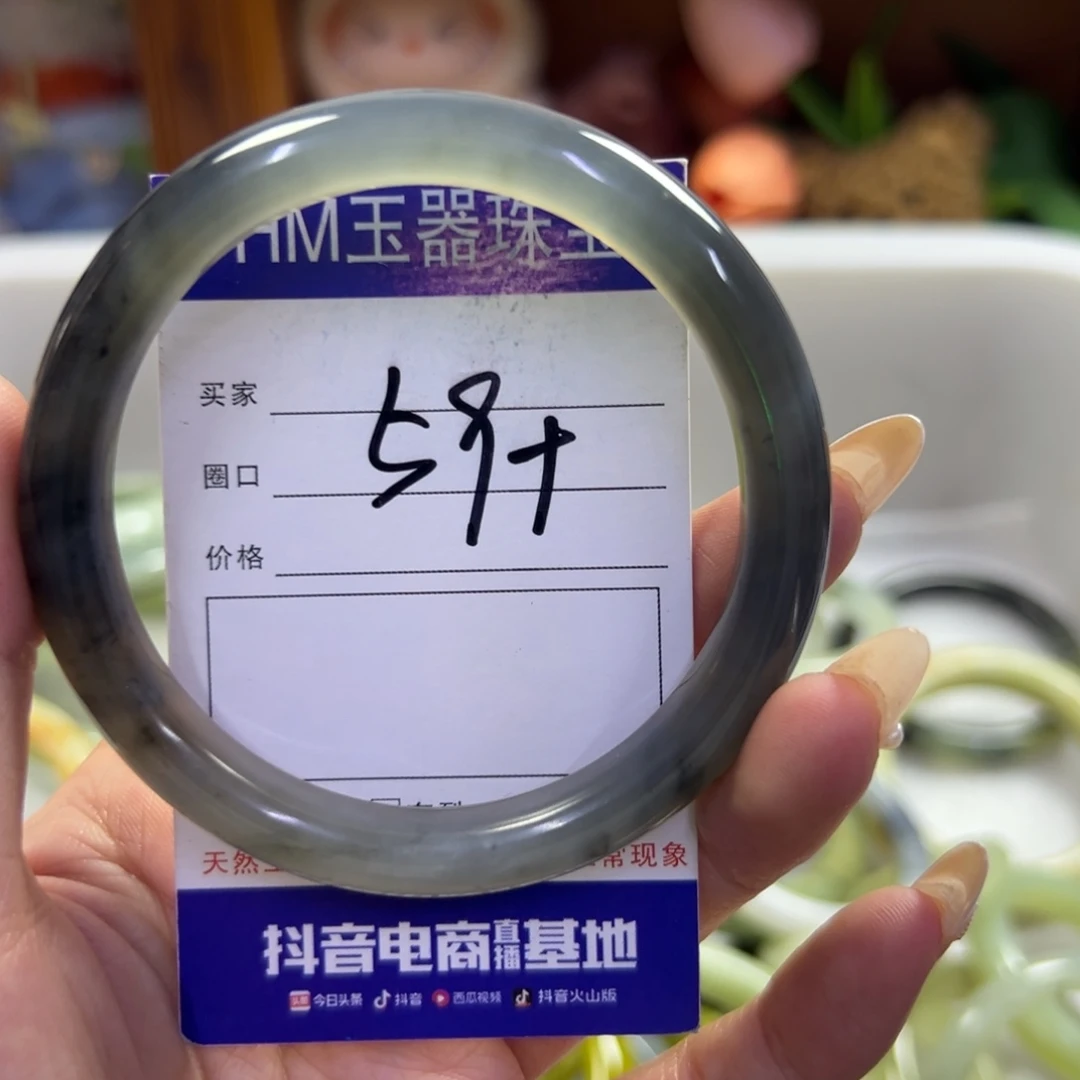 HM玉器珠宝
买家
59+
圈口
价格
天然
常现象
抖音电商直播基地
今日头条 抖音 西瓜视频 抖音火山版